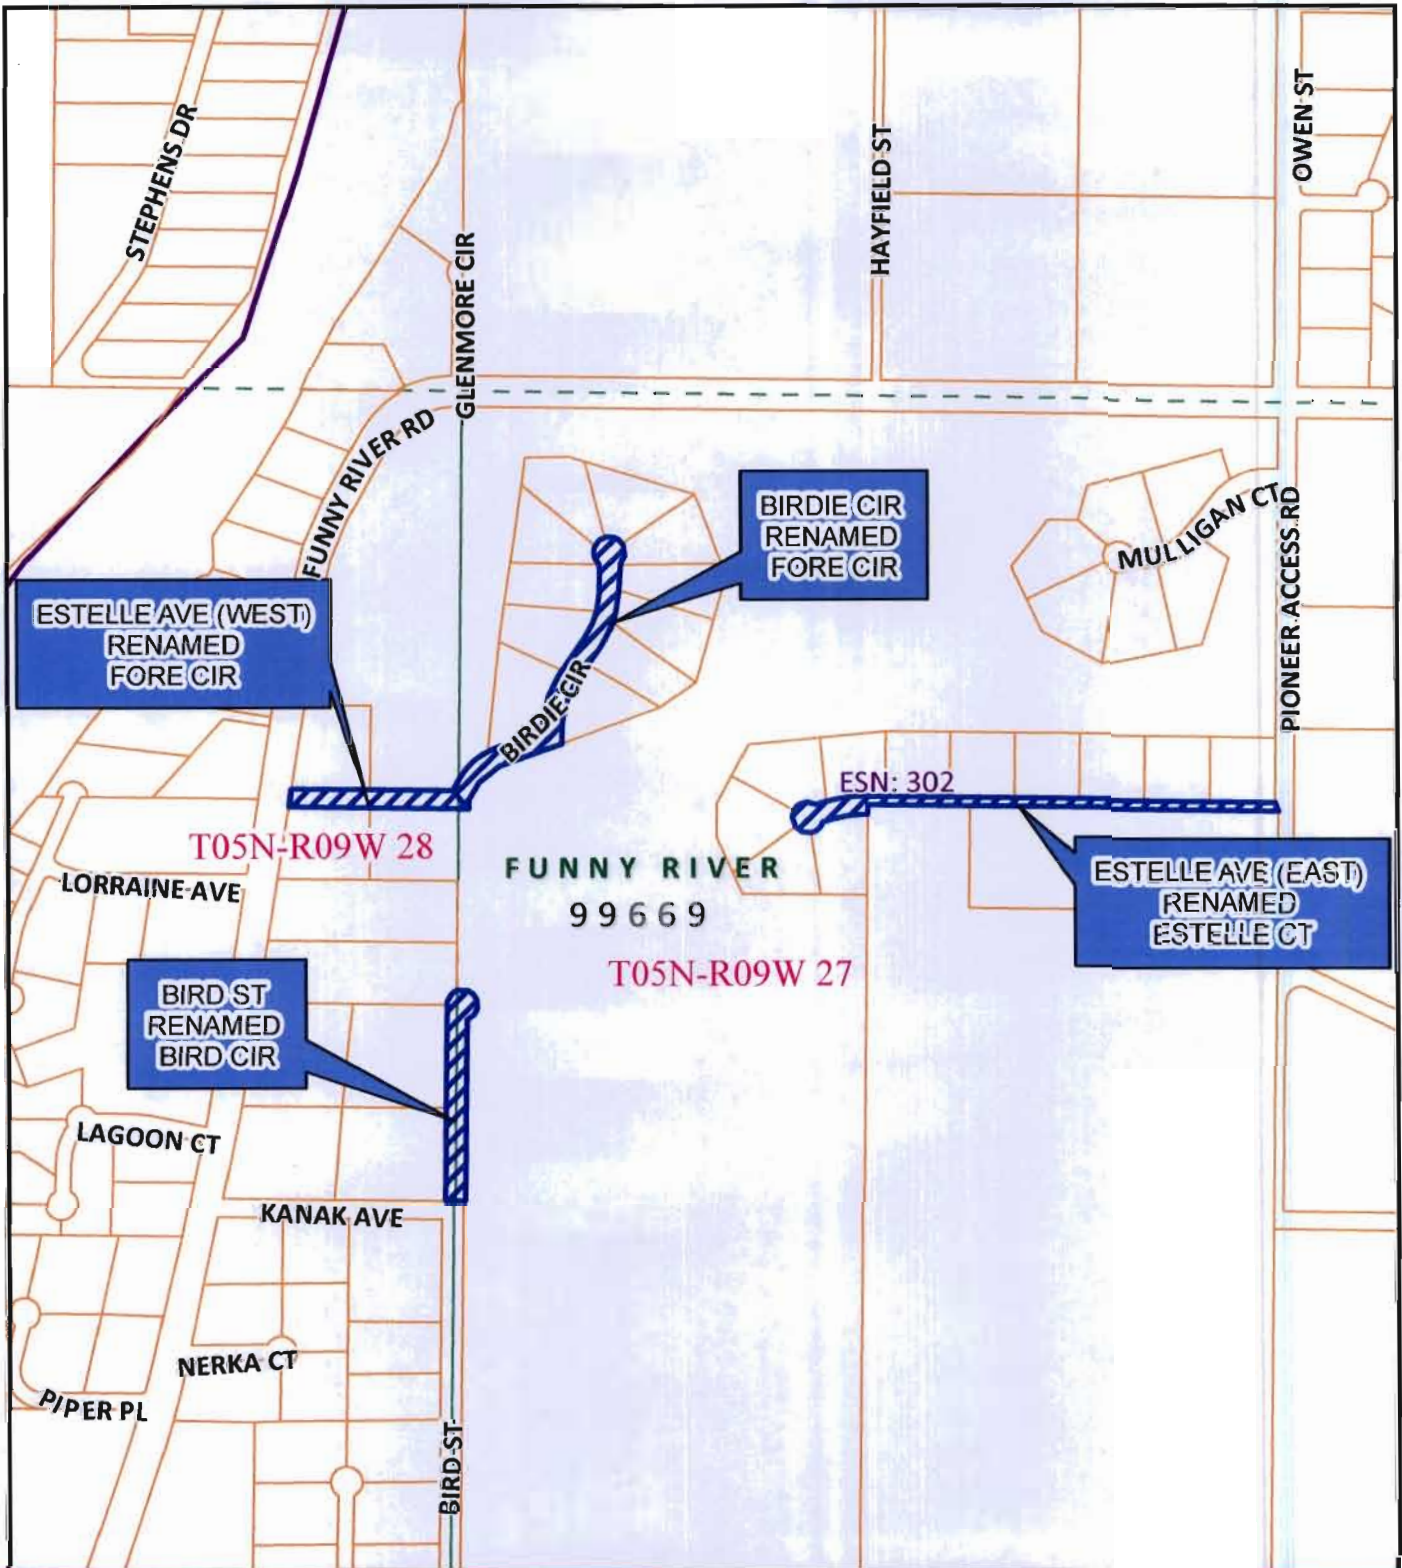 STEPHENS DR
GLENMORE CIR
HAYFIELD ST
OWEN ST
FUNNY RIVER RD
BIRDIE CIR
RENAMED
FORE CIR
MULLIGAN CT
PIONEER ACCESS RD
ESTELLE AVE (WEST)
RENAMED
FORE CIR
BIRDIE CIR
ESN: 302
T05N-R09W 28
LORRAINE AVE
FUNNY RIVER
99669
ESTELLE AVE (EAST)
RENAMED
ESTELLE CT
T05N-R09W 27
BIRD ST
RENAMED
BIRD CIR
LAGOON CT
KANAK AVE
NERKA CT
PIPER PL
BIRD ST